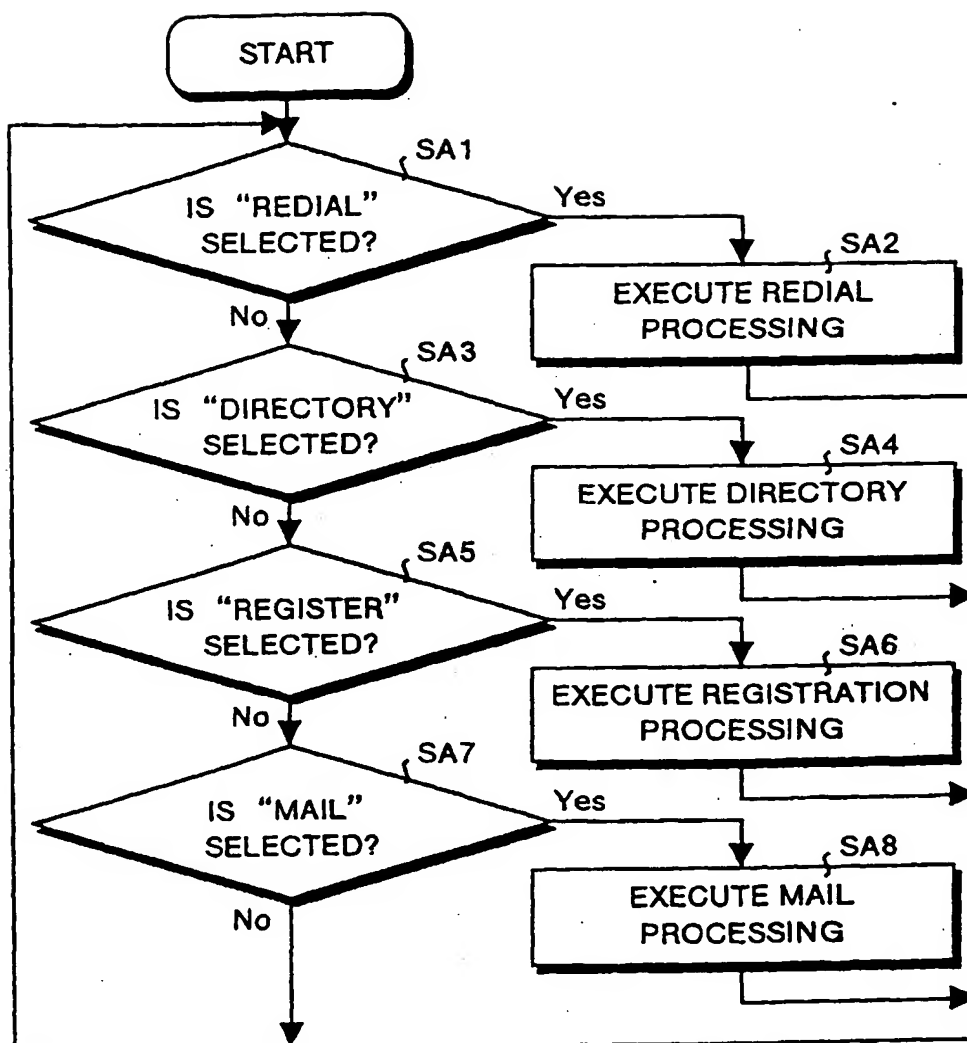 START
SA1
IS “REDIAL”
SELECTED?
Yes
SA2
EXECUTE REDIAL
PROCESSING
No
SA3
IS “DIRECTORY”
SELECTED?
Yes
SA4
EXECUTE DIRECTORY
PROCESSING
No
SA5
IS “REGISTER”
SELECTED?
Yes
SA6
EXECUTE REGISTRATION
PROCESSING
No
SA7
IS “MAIL”
SELECTED?
Yes
SA8
EXECUTE MAIL
PROCESSING
No